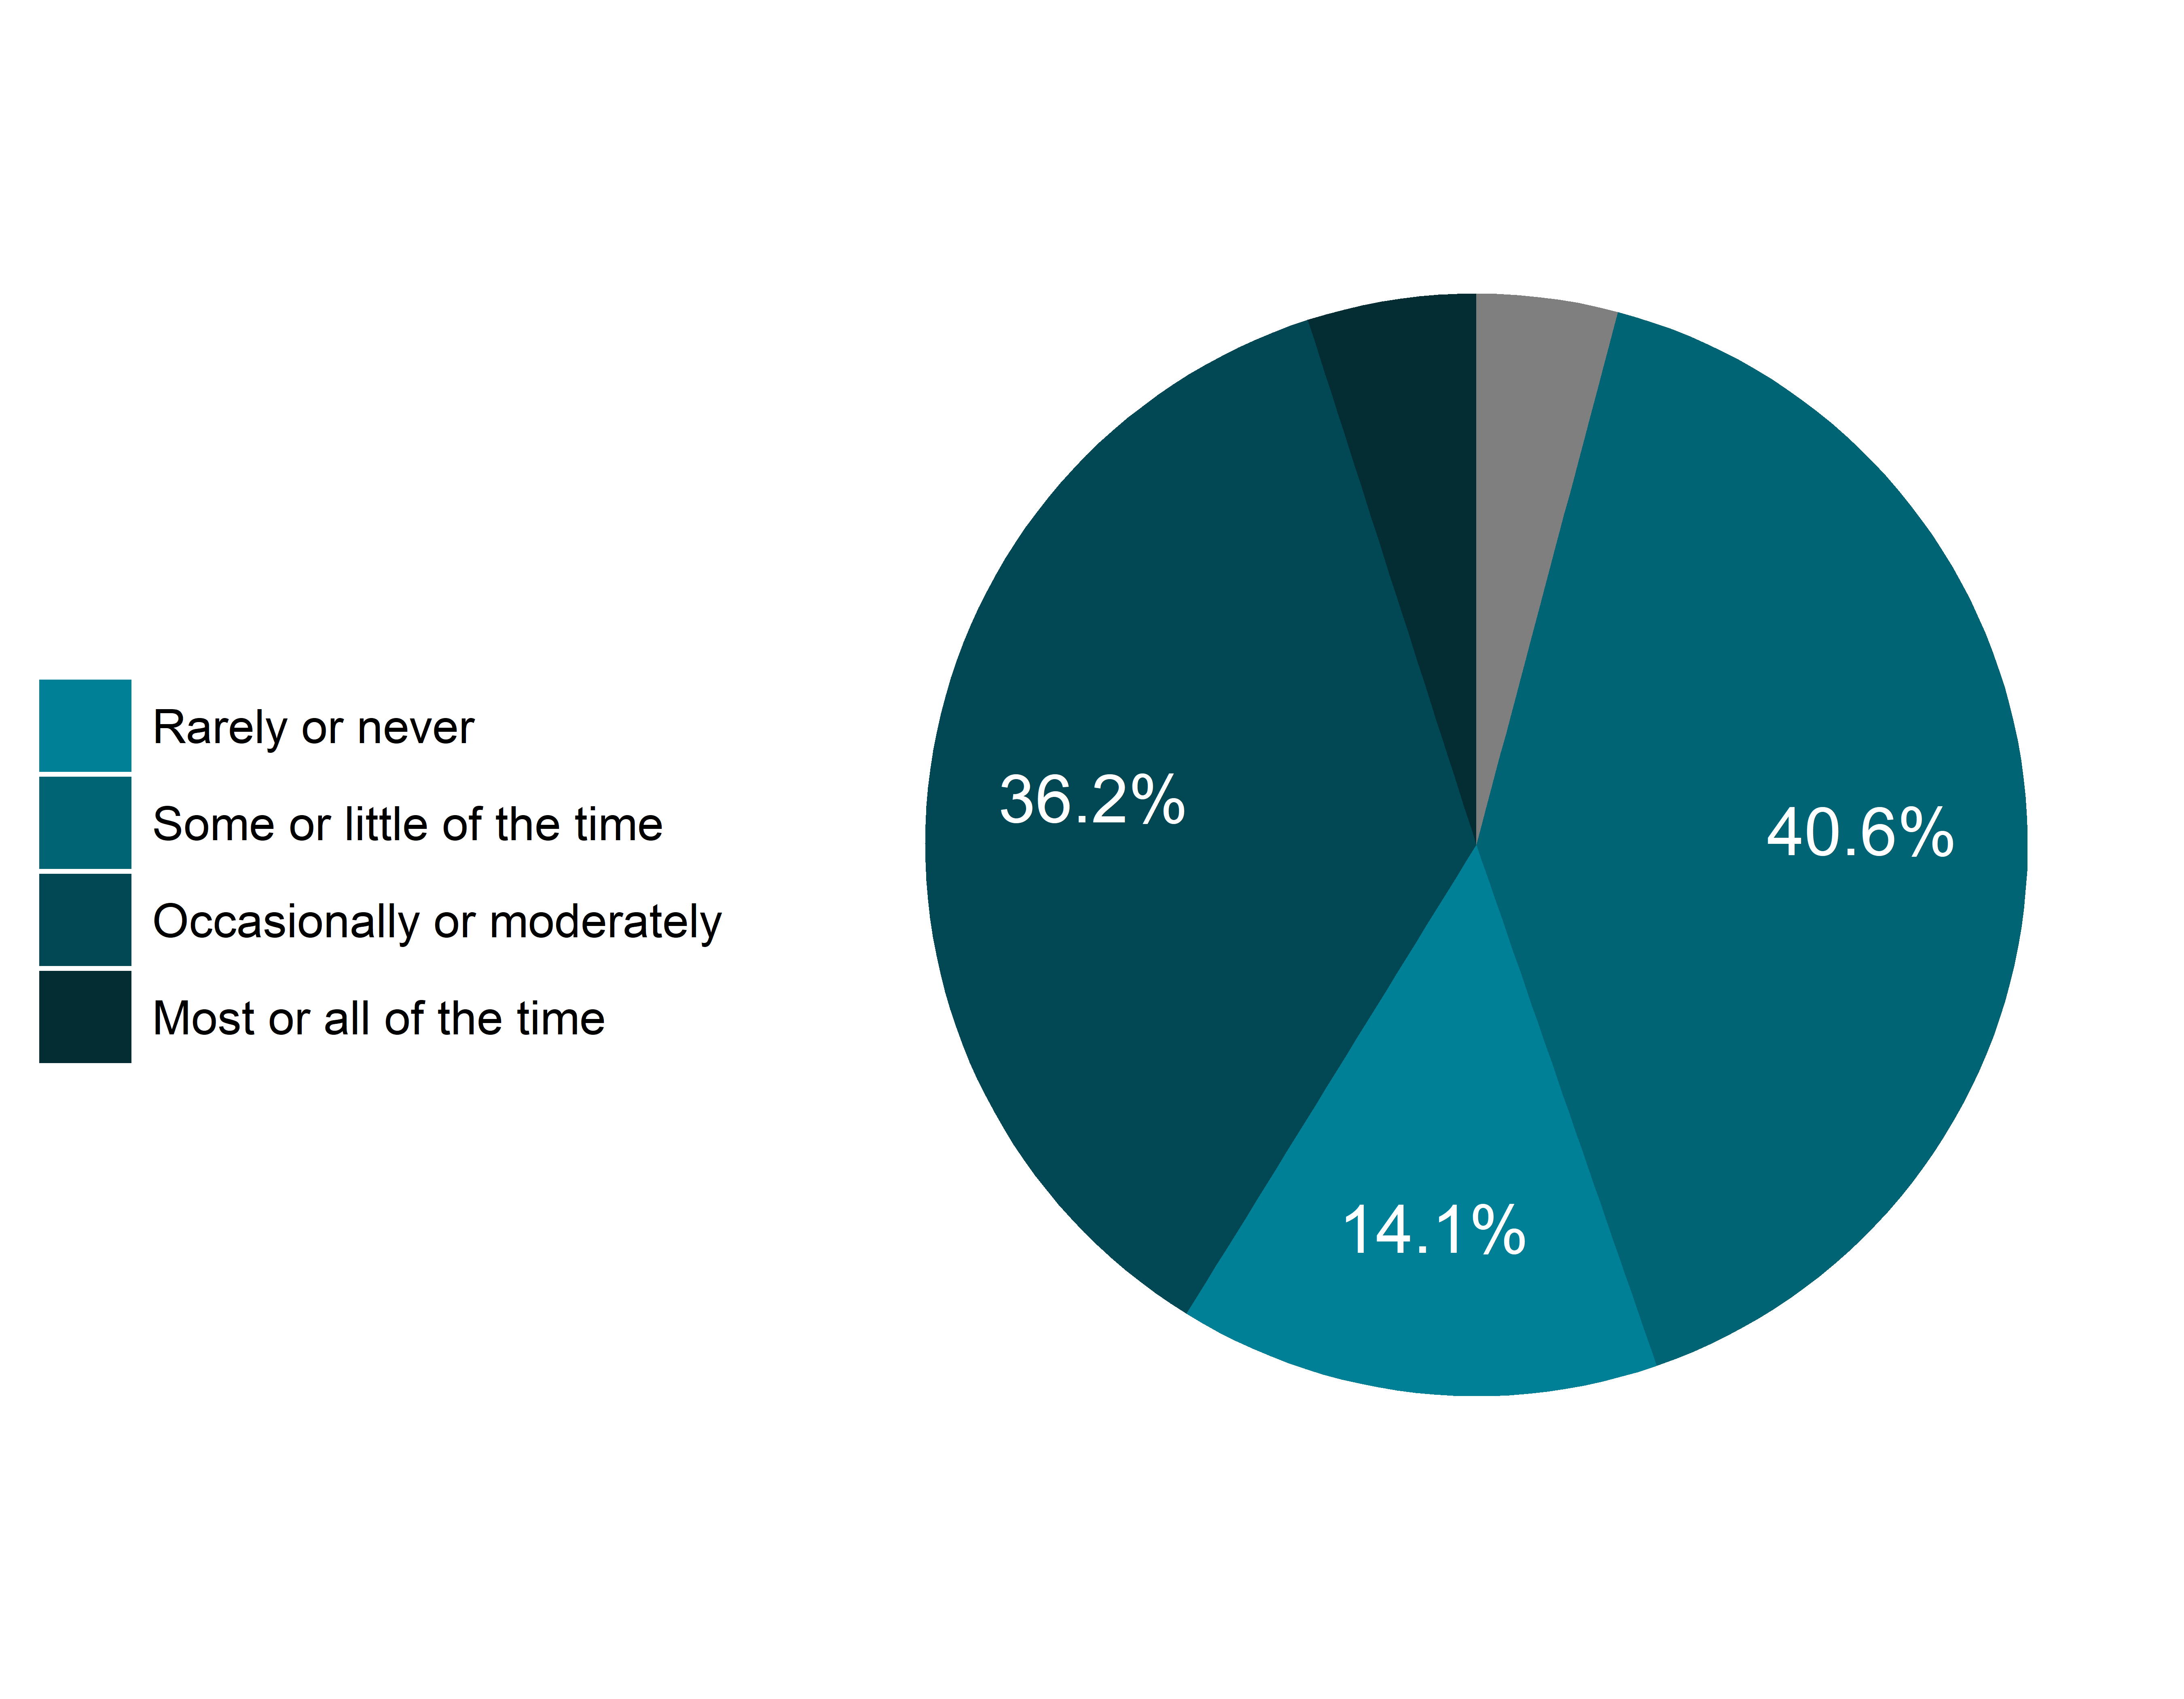 Rarely or never
Some or little of the time
Occasionally or moderately
Most or all of the time
36.2%
40.6%
14.1%